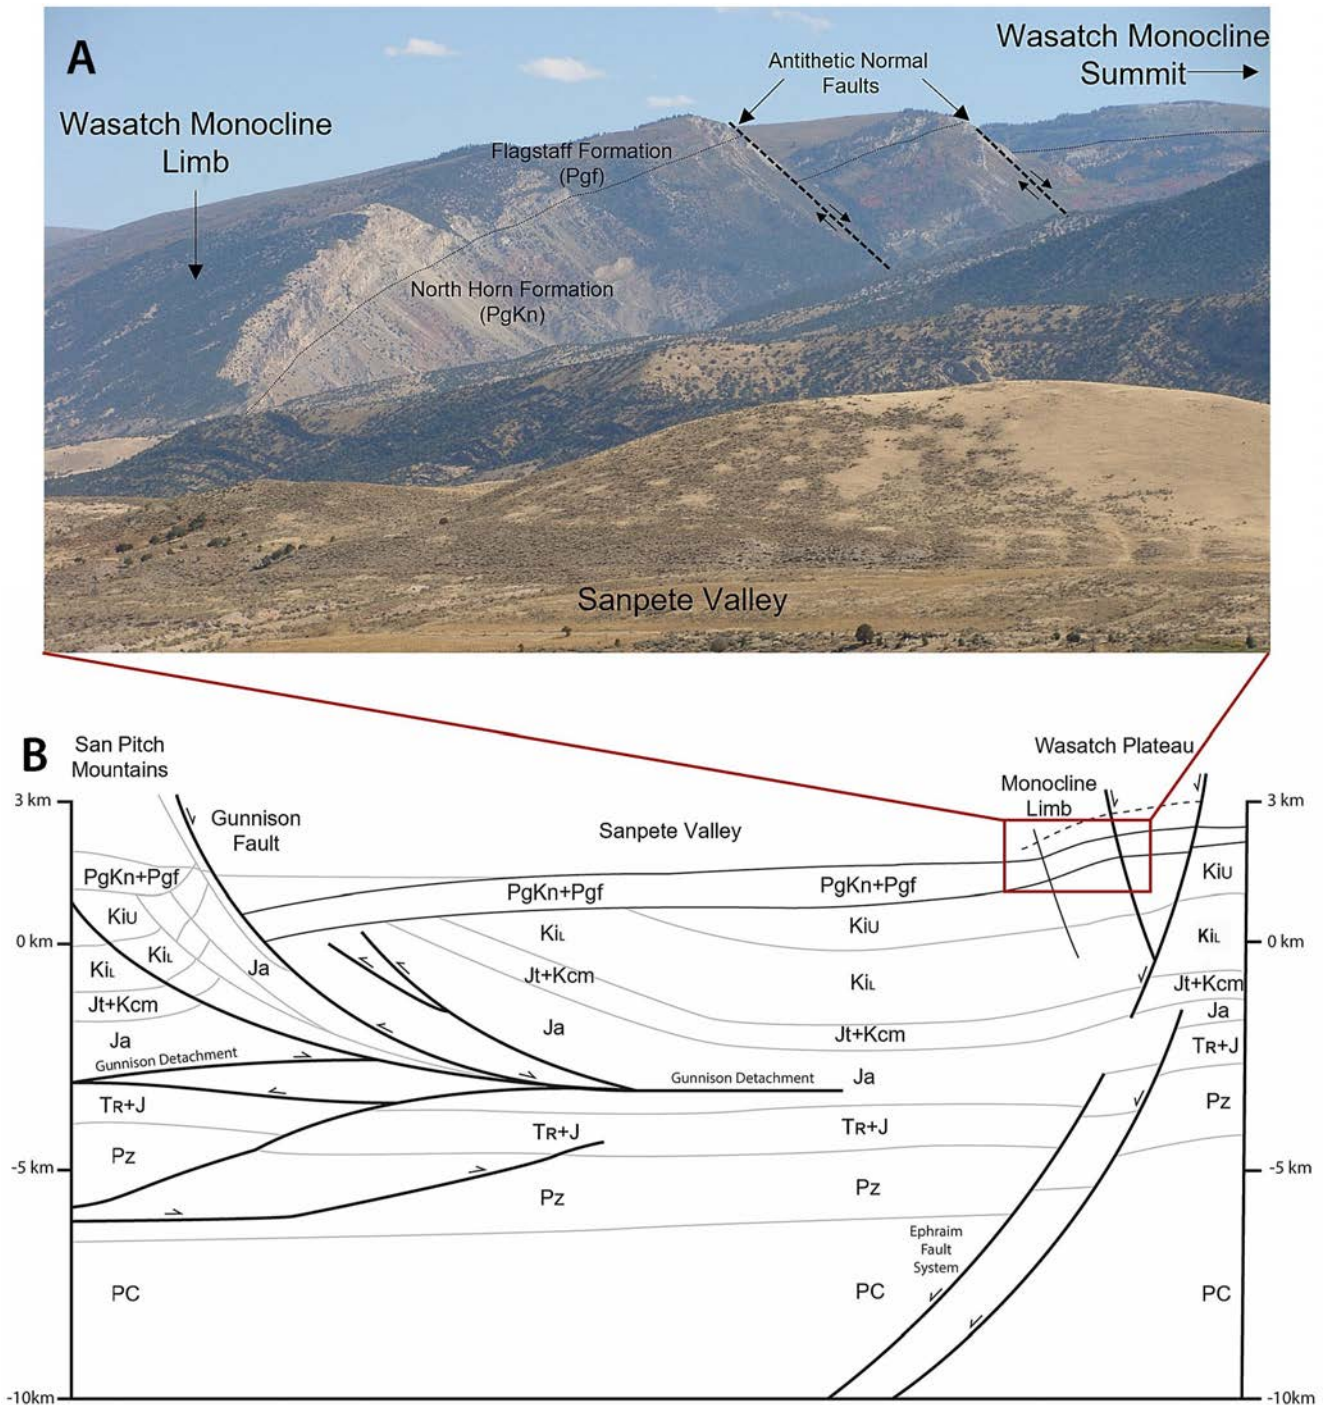 A
Wasatch Monocline
Summit
Antithetic Normal
Faults
Wasatch Monocline
Limb
Flagstaff Formation
(Pgf)
North Horn Formation
(PgKn)
Sanpete Valley
B
San Pitch
Mountains
Wasatch Plateau
Monocline
Limb
3 km
3 km
Gunnison
Fault
Sanpete Valley
PgKn+Pgf
PgKn+Pgf
PgKn+Pgf
KiU
KiU
KiU
0 km
0 km
KiL
KiL
KiL
KiL
KiL
Ja
Jt+Kcm
Jt+Kcm
Jt+Kcm
Jt+Kcm
Ja
Ja
Ja
Ja
Gunnison Detachment
Gunnison Detachment
TR+J
TR+J
TR+J
TR+J
Pz
Pz
Pz
Pz
-5 km
-5 km
Ephraim
Fault
System
PC
PC
PC
-10km
-10km